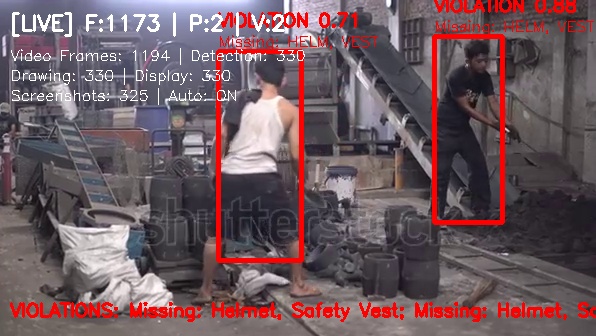 [LIVE] F:1173 | P:2 | V:2
VIOLATION 0.71
VIOLATION 0.88
Missing: HELM, VEST
Missing: HELM, VEST
Video Frames: 1194 | Detection: 330
Drawing: 330 | Display: 330
Screenshots: 325 | Auto: ON
shutterstock
VIOLATIONS: Missing: Helmet, Safety Vest; Missing: Helmet, Sa